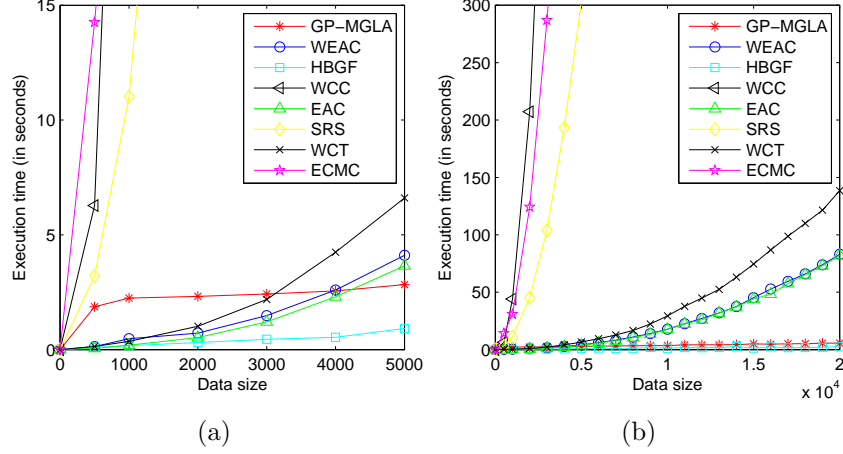 15
10
5
0
0 1000 2000 3000 4000 5000
Execution time (in seconds)
Data size
GP−MGLA
WEAC
HBGF
WCC
EAC
SRS
WCT
ECMC
(a)
300
250
200
150
100
50
0
0 0.5 1 1.5 2
x 10^4
Execution time (in seconds)
Data size
GP−MGLA
WEAC
HBGF
WCC
EAC
SRS
WCT
ECMC
(b)